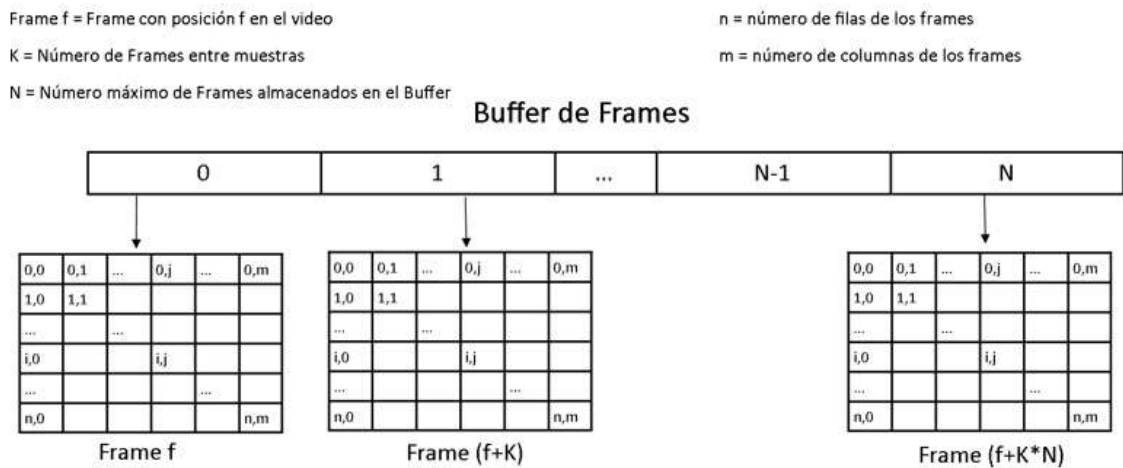 Frame f = Frame con posición f en el video
n = número de filas de los frames
K = Número de Frames entre muestras
m = número de columnas de los frames
N = Número máximo de Frames almacenados en el Buffer
Buffer de Frames
0 1 ... N-1 N
0,0 0,1 ... 0,j ... 0,m
1,0 1,1
... ...
i,0 i,j
... ...
n,0 n,m
Frame f
0,0 0,1 ... 0,j ... 0,m
1,0 1,1
... ...
i,0 i,j
... ...
n,0 n,m
Frame (f+K)
0,0 0,1 ... 0,j ... 0,m
1,0 1,1
... ...
i,0 i,j
... ...
n,0 n,m
Frame (f+K*N)